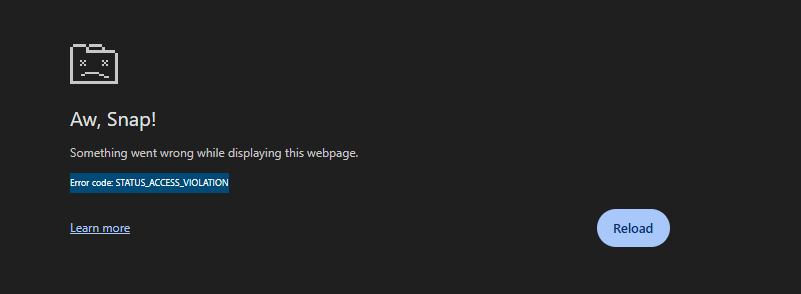 Aw, Snap!
Something went wrong while displaying this webpage.
Error code: STATUS_ACCESS_VIOLATION
Learn more
Reload